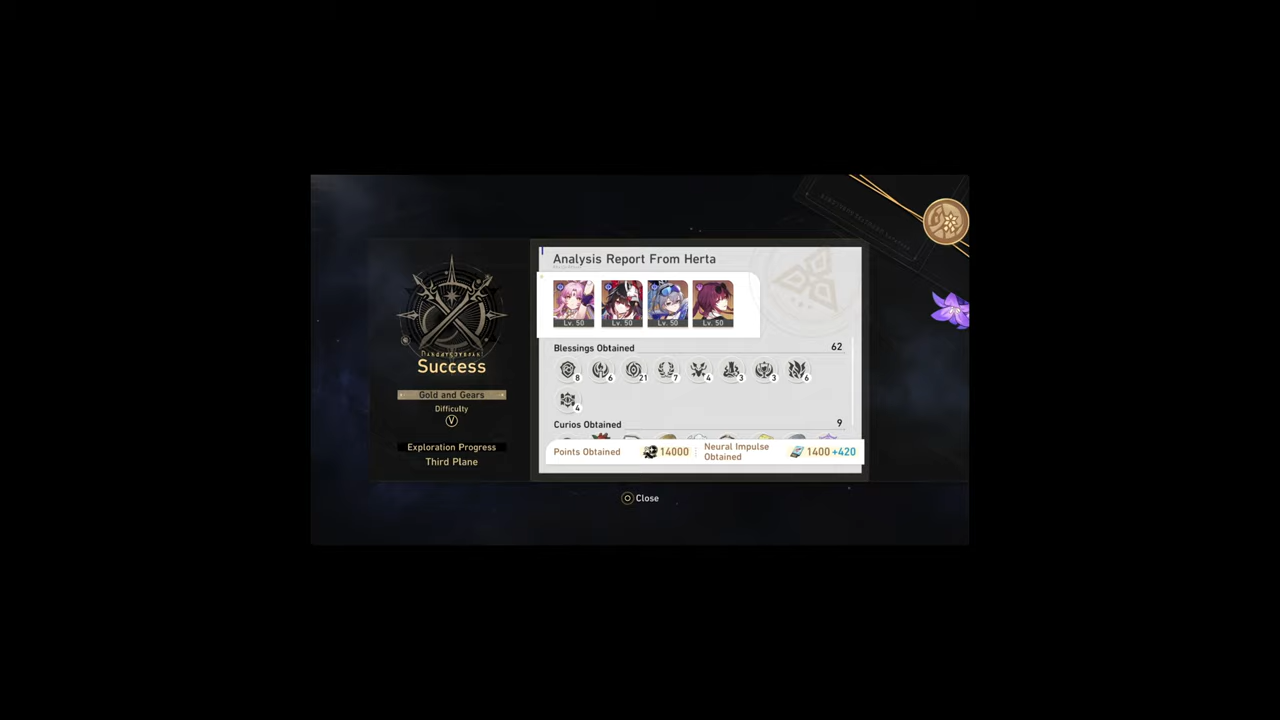 Analysis Report From Herta
Lv. 50
Lv. 50
Lv. 50
Lv. 50
Blessings Obtained 62
8
6
21
7
4
3
3
6
4
Curios Obtained 9
Points Obtained 14000
Neural Impulse
Obtained 1400 +420
Success
Gold and Gears
Difficulty
V
Exploration Progress
Third Plane
Close